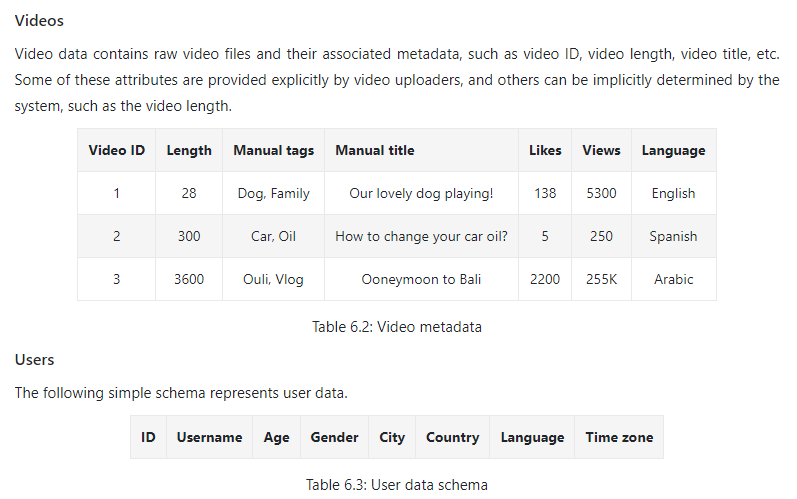 Videos
Video data contains raw video files and their associated metadata, such as video ID, video length, video title, etc.
Some of these attributes are provided explicitly by video uploaders, and others can be implicitly determined by the
system, such as the video length.
Video ID Length Manual tags Manual title Likes Views Language
1 28 Dog, Family Our lovely dog playing! 138 5300 English
2 300 Car, Oil How to change your car oil? 5 250 Spanish
3 3600 Ouli, Vlog Ooneymoon to Bali 2200 255K Arabic
Table 6.2: Video metadata
Users
The following simple schema represents user data.
ID Username Age Gender City Country Language Time zone
Table 6.3: User data schema